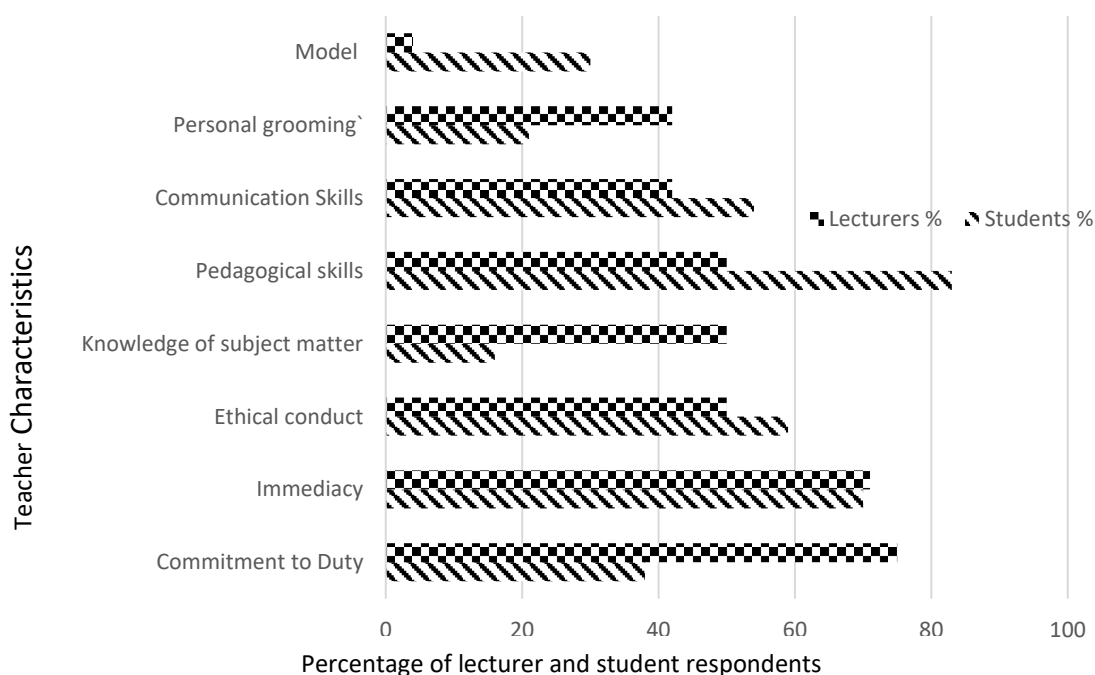 Model
Personal grooming`
Communication Skills
Lecturers % Students %
Pedagogical skills
Knowledge of subject matter
Ethical conduct
Immediacy
Commitment to Duty
Teacher Characteristics
0 20 40 60 80 100
Percentage of lecturer and student respondents